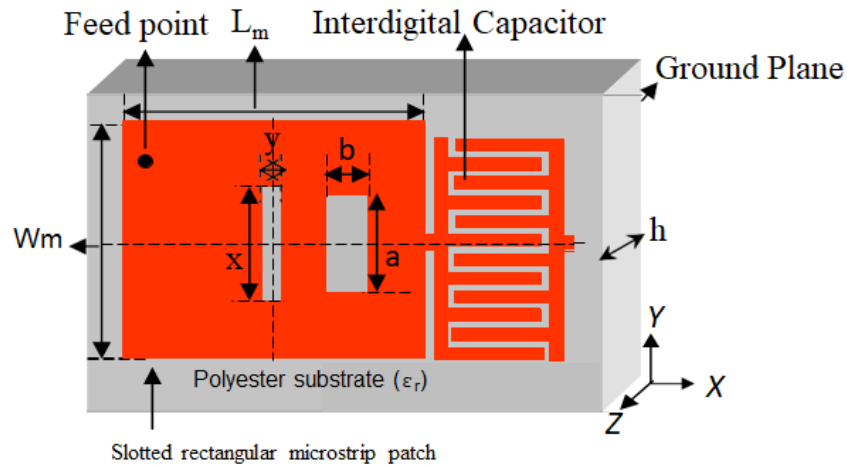 Feed point
Lm
Interdigital Capacitor
Ground Plane
y
b
Wm
x
a
h
Polyester substrate (εr)
Y
X
Z
Slotted rectangular microstrip patch